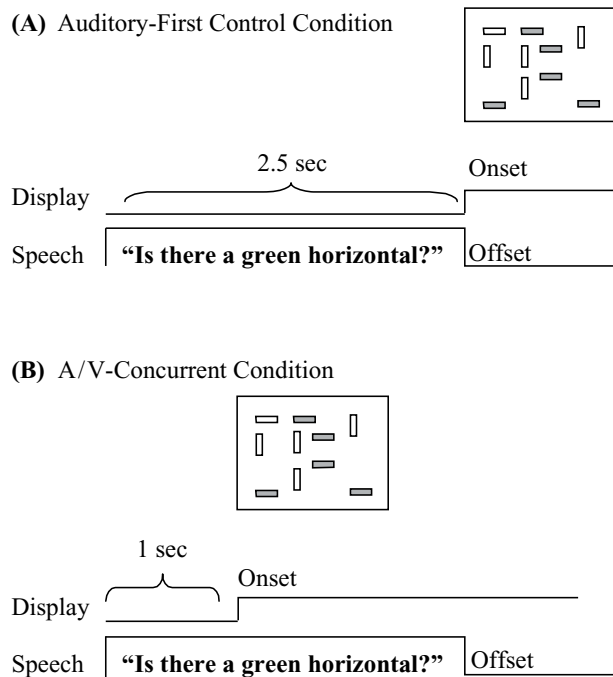 (A) Auditory-First Control Condition
2.5 sec
Onset
Display
Speech “Is there a green horizontal?” Offset
(B) A/V-Concurrent Condition
1 sec
Onset
Display
Speech “Is there a green horizontal?” Offset